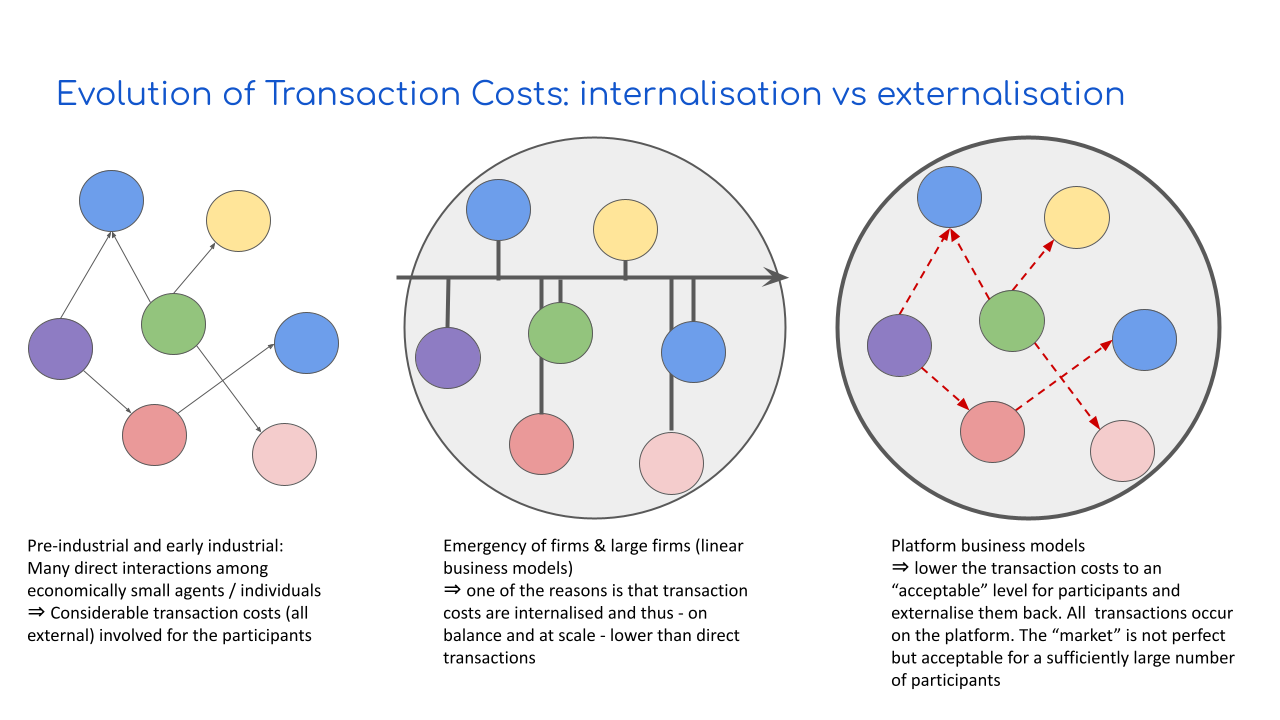 Evolution of Transaction Costs: internalisation vs externalisation
Pre-industrial and early industrial:
Many direct interactions among
economically small agents / individuals
⇒ Considerable transaction costs (all
external) involved for the participants
Emergency of firms & large firms (linear
business models)
⇒ one of the reasons is that transaction
costs are internalised and thus - on
balance and at scale - lower than direct
transactions
Platform business models
⇒ lower the transaction costs to an
“acceptable” level for participants and
externalise them back. All  transactions occur
on the platform. The “market” is not perfect
but acceptable for a sufficiently large number
of participants